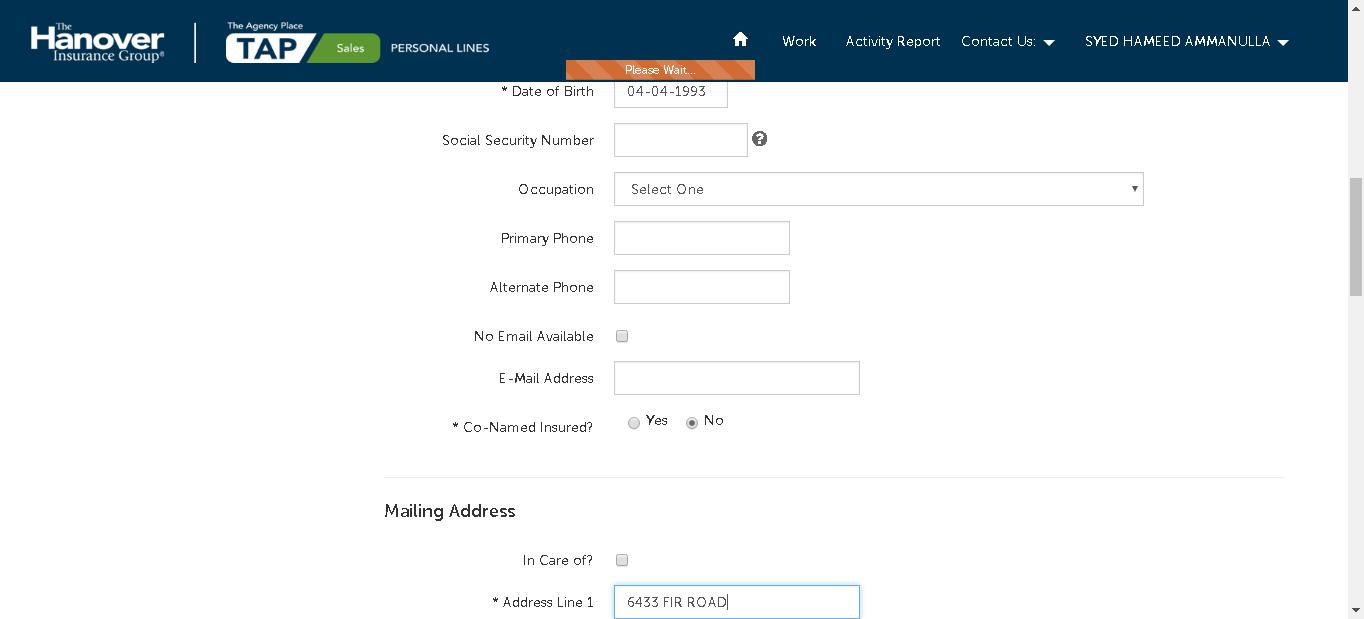 The Hanover Insurance Group®
The Agency Place
TAP Sales PERSONAL LINES
Work Activity Report Contact Us: SYED HAMEED AMMANULLA
Please Wait...
* Date of Birth 04-04-1993
Social Security Number ?
Occupation Select One
Primary Phone
Alternate Phone
No Email Available
E-Mail Address
* Co-Named Insured? Yes No
Mailing Address
In Care of?
* Address Line 1 6433 FIR ROAD